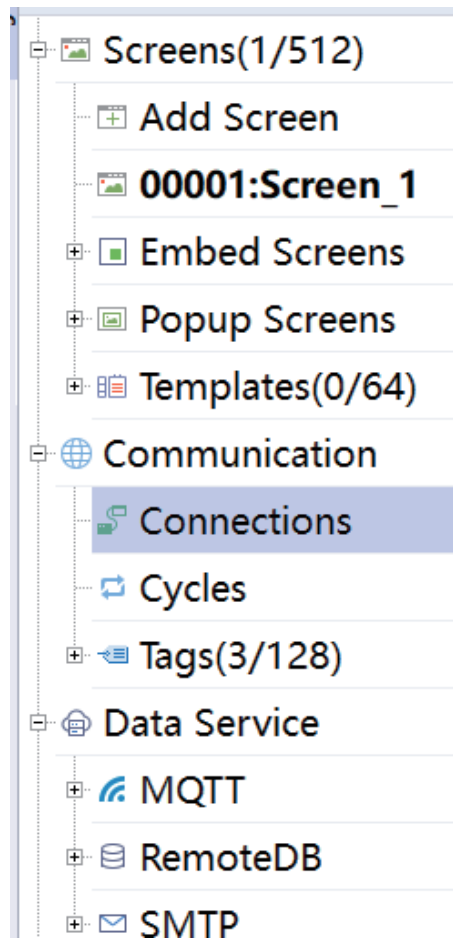 Screens(1/512)
Add Screen
00001:Screen_1
Embed Screens
Popup Screens
Templates(0/64)
Communication
Connections
Cycles
Tags(3/128)
Data Service
MQTT
RemoteDB
SMTP